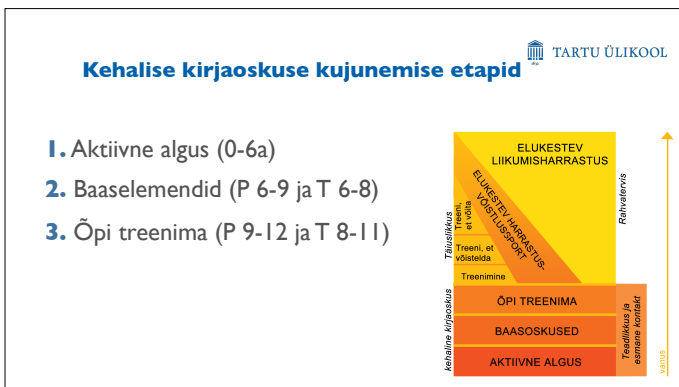 Kehalise kirjaoskuse kujunemise etapid
TARTU ÜLIKOOL
1. Aktiivne algus (0-6a)
2. Baaselemendid (P 6-9 ja T 6-8)
3. Õpi treenima (P 9-12 ja T 8-11)
ELUKESTEV
LIIKUMISHARRASTUS
ELUKESTEV HARRASTUS-
VÕISTLUSSPORT
Rahvatervis
Täiuslikkus
Treeni,
et võita
Treeni, et
võistelda
Treenimine
kehaline kirjaoskus
ÕPI TREENIMA
BAASOSKUSED
AKTIIVNE ALGUS
Teadlikkus ja
esmane kontakt
vanus